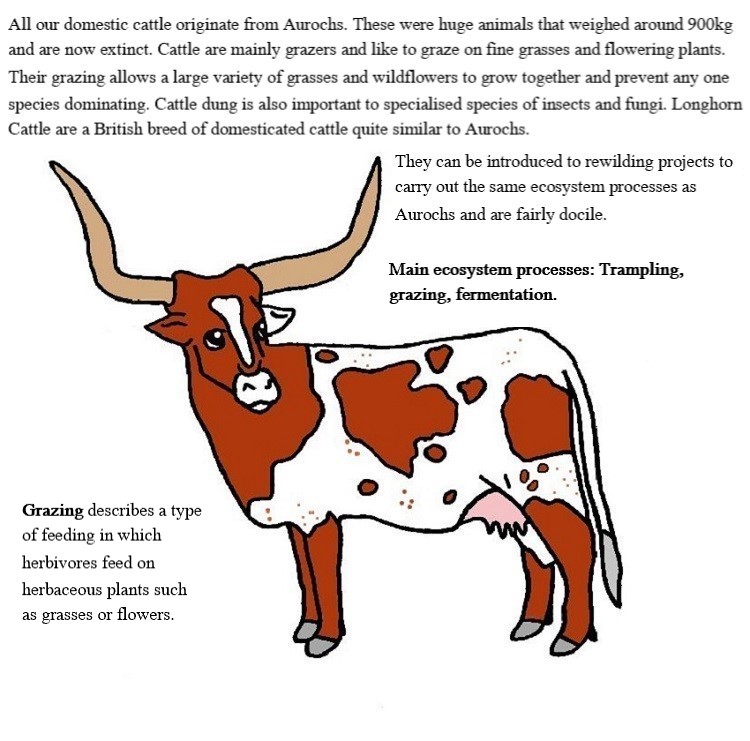 All our domestic cattle originate from Aurochs. These were huge animals that weighed around 900kg
and are now extinct. Cattle are mainly grazers and like to graze on fine grasses and flowering plants.
Their grazing allows a large variety of grasses and wildflowers to grow together and prevent any one
species dominating. Cattle dung is also important to specialised species of insects and fungi. Longhorn
Cattle are a British breed of domesticated cattle quite similar to Aurochs.
They can be introduced to rewilding projects to
carry out the same ecosystem processes as
Aurochs and are fairly docile.
Main ecosystem processes: Trampling,
grazing, fermentation.
Grazing describes a type
of feeding in which
herbivores feed on
herbaceous plants such
as grasses or flowers.